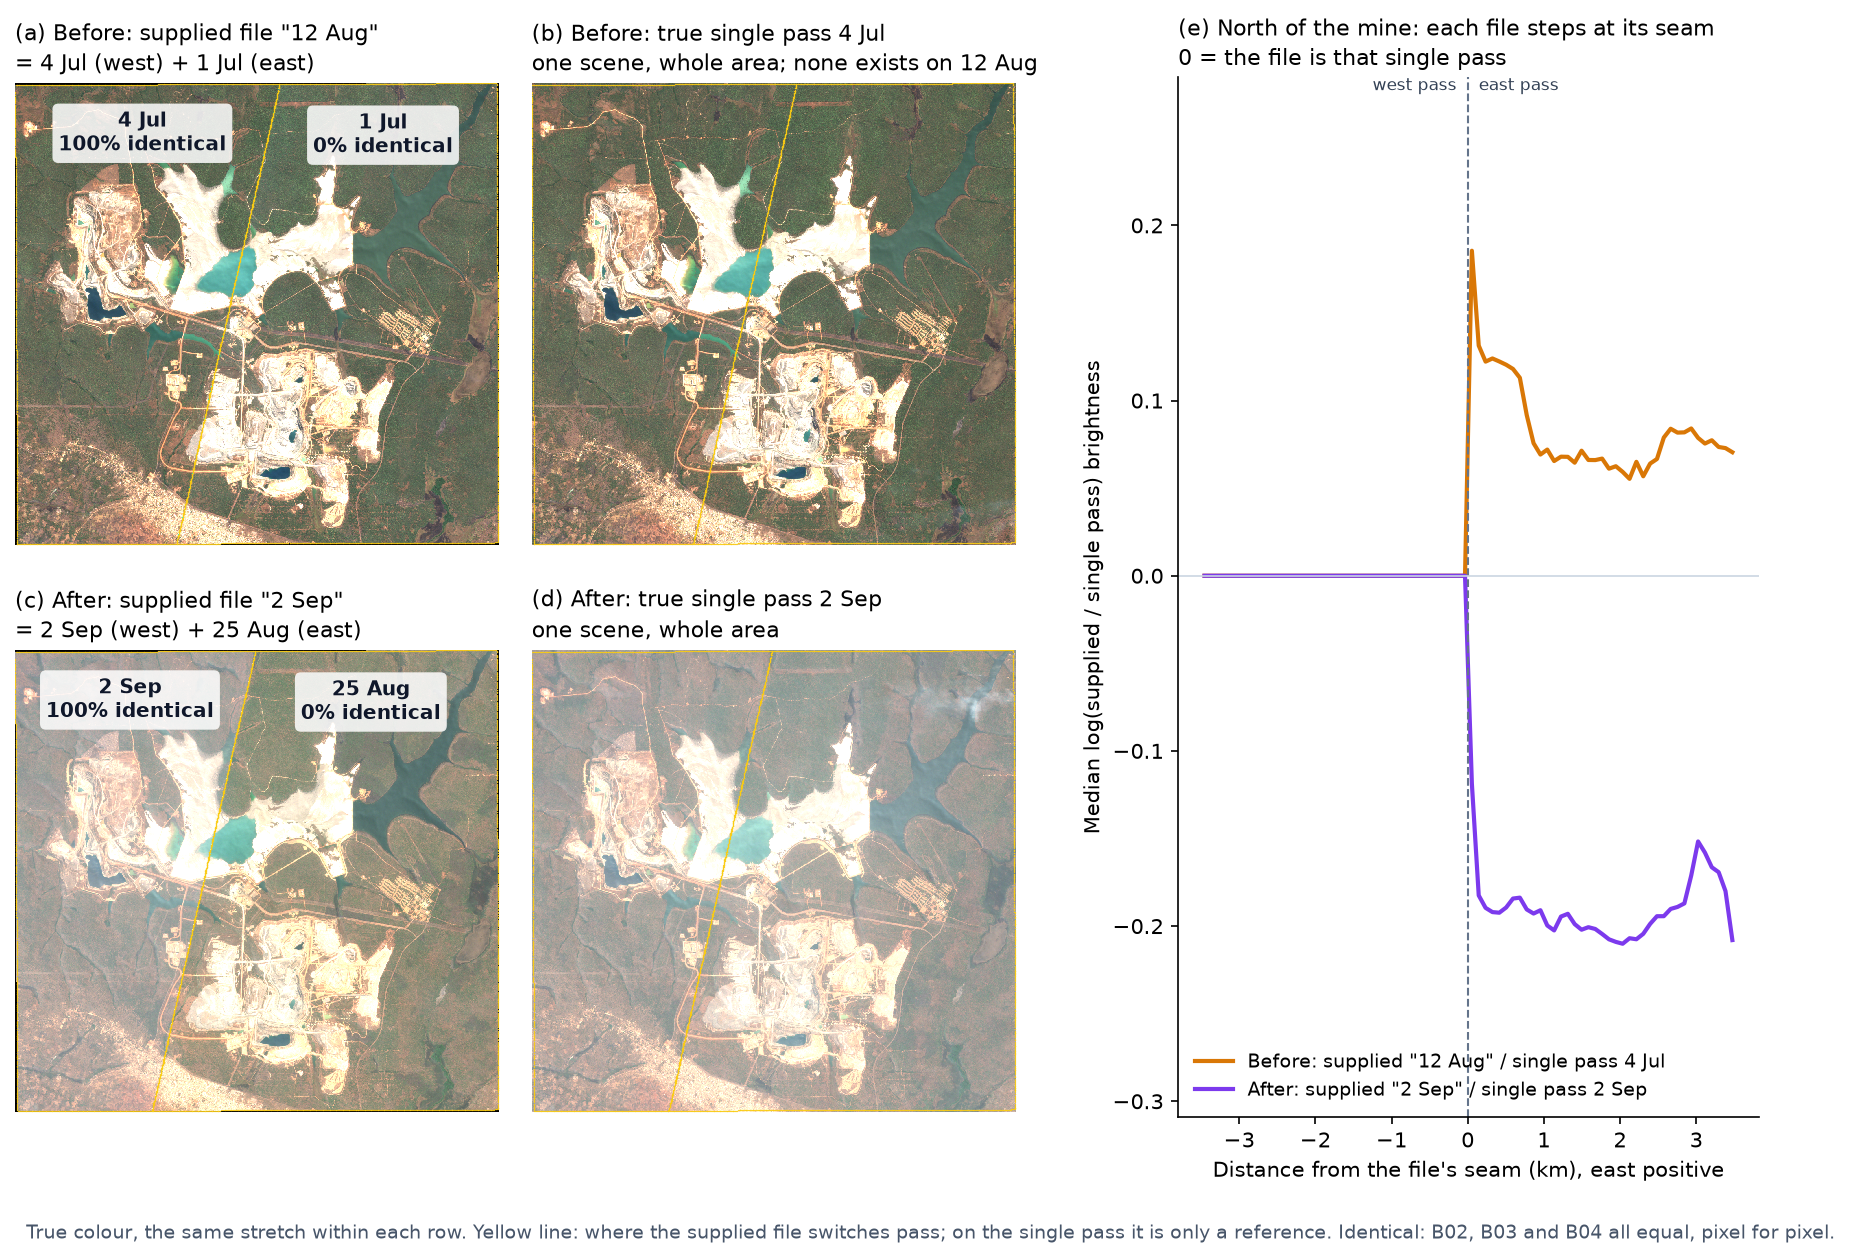 (a) Before: supplied file "12 Aug"
= 4 Jul (west) + 1 Jul (east)
4 Jul
100% identical
1 Jul
0% identical
(b) Before: true single pass 4 Jul
one scene, whole area; none exists on 12 Aug
(c) After: supplied file "2 Sep"
= 2 Sep (west) + 25 Aug (east)
2 Sep
100% identical
25 Aug
0% identical
(d) After: true single pass 2 Sep
one scene, whole area
(e) North of the mine: each file steps at its seam
0 = the file is that single pass
west pass
east pass
Median log(supplied / single pass) brightness
0.2
0.1
0.0
−0.1
−0.2
−0.3
Before: supplied "12 Aug" / single pass 4 Jul
After: supplied "2 Sep" / single pass 2 Sep
−3
−2
−1
0
1
2
3
Distance from the file's seam (km), east positive
True colour, the same stretch within each row. Yellow line: where the supplied file switches pass; on the single pass it is only a reference. Identical: B02, B03 and B04 all equal, pixel for pixel.